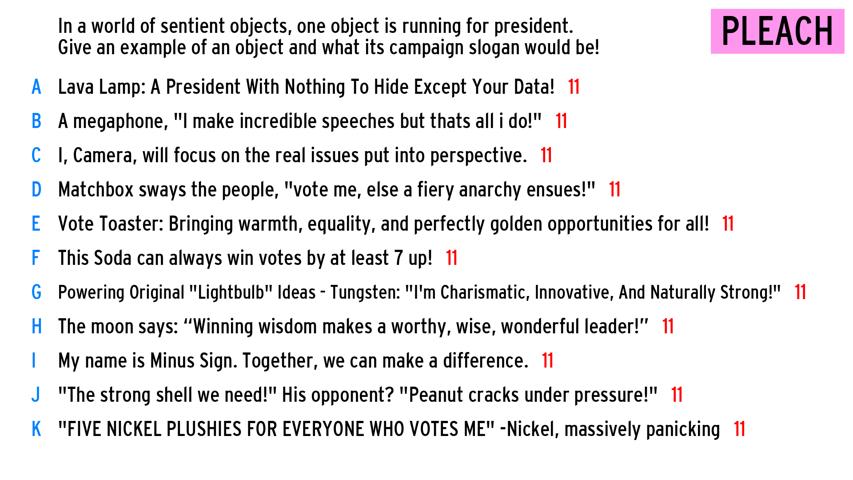 In a world of sentient objects, one object is running for president.
Give an example of an object and what its campaign slogan would be!
PLEACH
A Lava Lamp: A President With Nothing To Hide Except Your Data! 11
B A megaphone, "I make incredible speeches but thats all i do!" 11
C I, Camera, will focus on the real issues put into perspective. 11
D Matchbox sways the people, "vote me, else a fiery anarchy ensues!" 11
E Vote Toaster: Bringing warmth, equality, and perfectly golden opportunities for all! 11
F This Soda can always win votes by at least 7 up! 11
G Powering Original "Lightbulb" Ideas - Tungsten: "I'm Charismatic, Innovative, And Naturally Strong!" 11
H The moon says: “Winning wisdom makes a worthy, wise, wonderful leader!” 11
I My name is Minus Sign. Together, we can make a difference. 11
J "The strong shell we need!" His opponent? "Peanut cracks under pressure!" 11
K "FIVE NICKEL PLUSHIES FOR EVERYONE WHO VOTES ME" -Nickel, massively panicking 11